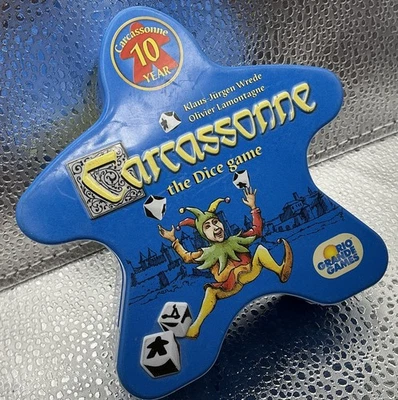 Carcassonne
10
YEAR
Klaus-Jürgen Wrede
Olivier Lamontagne
Carcassonne
the Dice game
RIO
GRANDE
GAMES